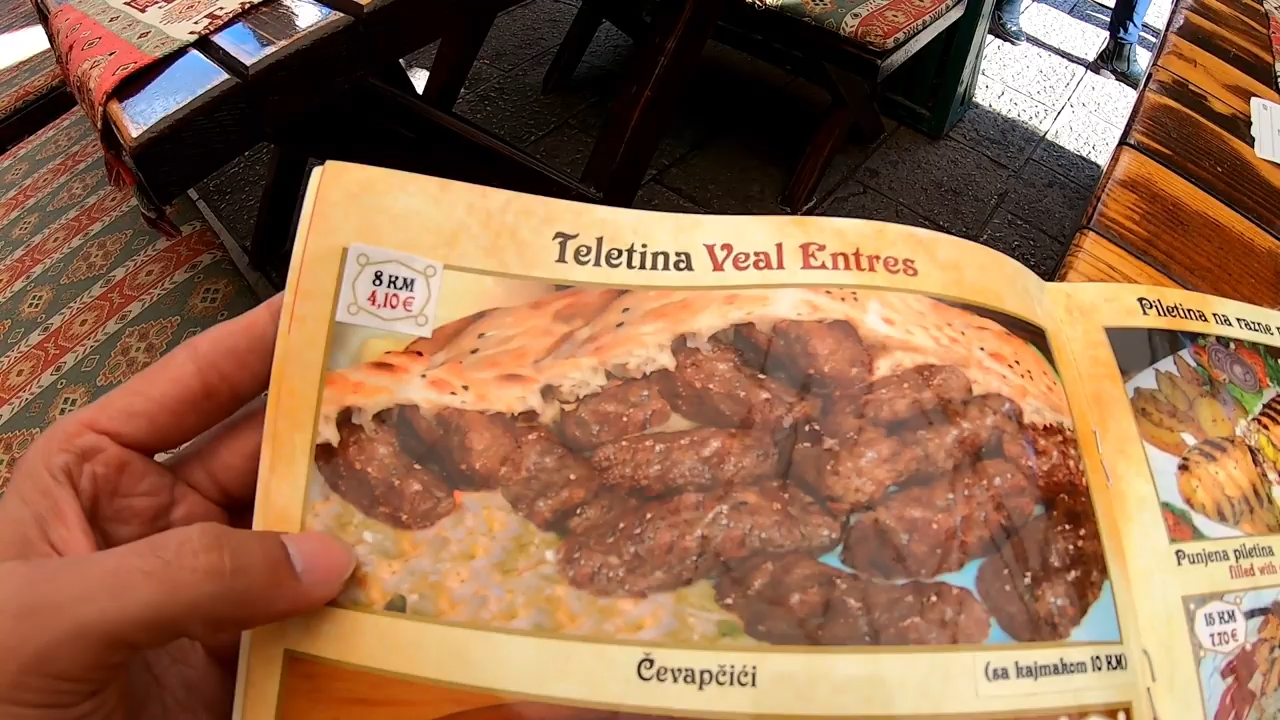 Teletina Veal Entres
8 KM
4,10 €
Čevapčići
(sa kajmakom 10 KM)
Piletina na razne
Punjena piletina
filled with
15 KM
7,70 €